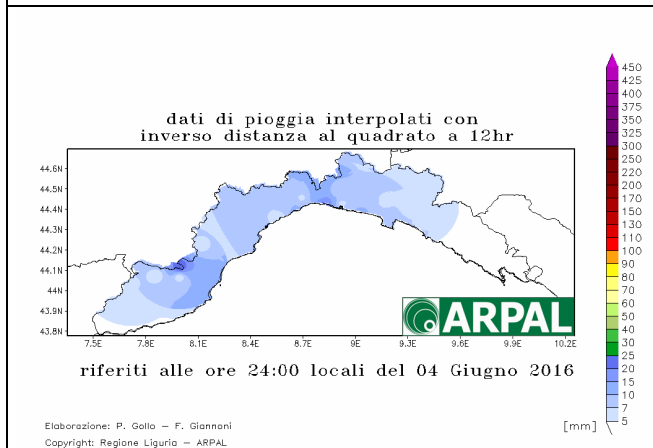 dati di pioggia interpolati con
inverso distanza al quadrato a 12hr
44.6N
44.5N
44.4N
44.3N
44.2N
44.1N
44N
43.9N
43.8N
7.5E 7.8E 8.1E 8.4E 8.7E 9E 9.3E 9.6E 9.9E 10.2E
ARPAL
riferiti alle ore 24:00 locali del 04 Giugno 2016
450
425
400
375
350
325
300
250
220
200
170
150
130
110
100
90
80
70
60
50
40
30
25
20
15
10
7
5
[mm]
Elaborazione: P. Gollo – F. Giannoni
Copyright: Regione Liguria – ARPAL